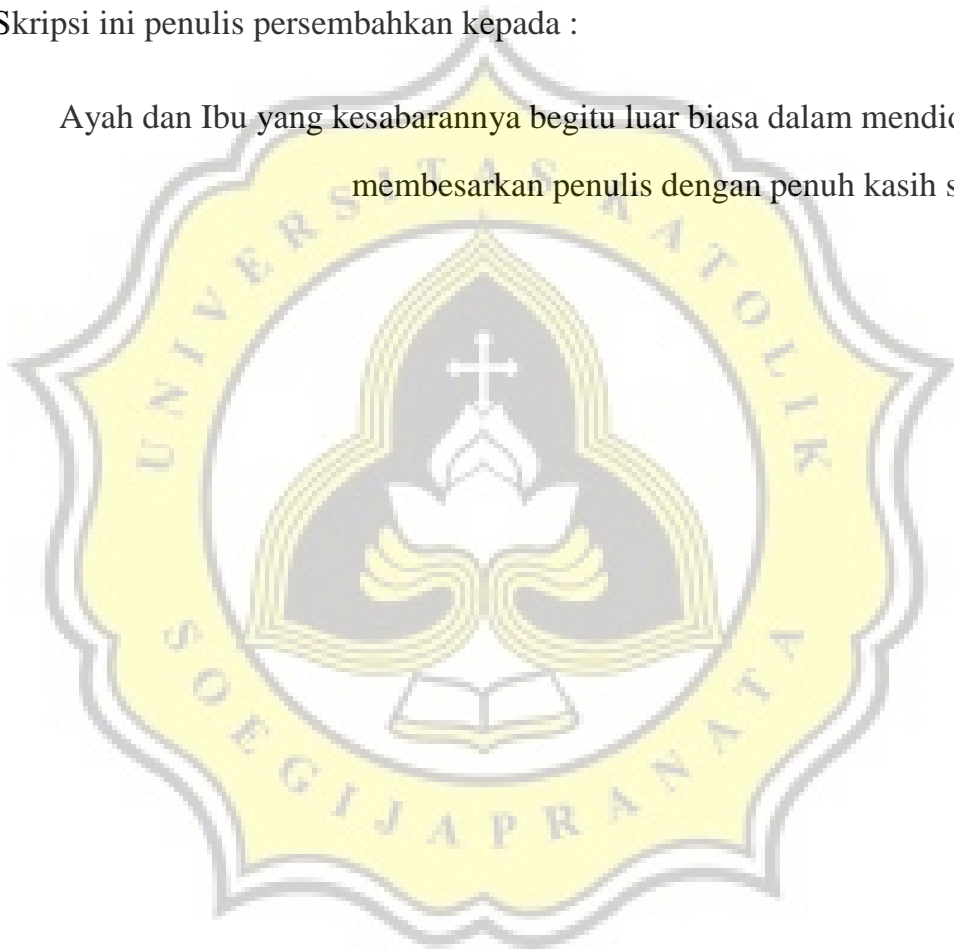 Skripsi ini penulis persembahkan kepada :
Ayah dan Ibu yang kesabarannya begitu luar biasa dalam
membesarkan penulis dengan penuh kasih
UNIVERSITAS KATOLIK
SOEGIJAPRANATA